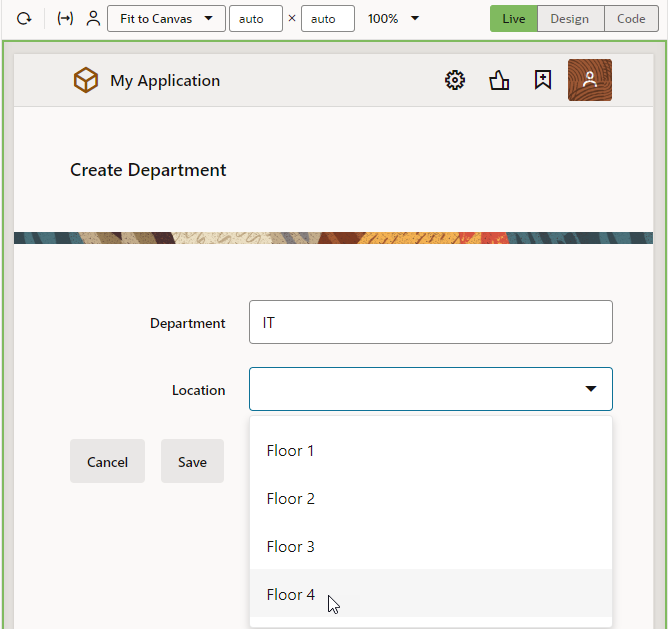 Fit to Canvas auto × auto 100% Live Design Code
My Application
Create Department
Department IT
Location
Cancel Save
Floor 1
Floor 2
Floor 3
Floor 4